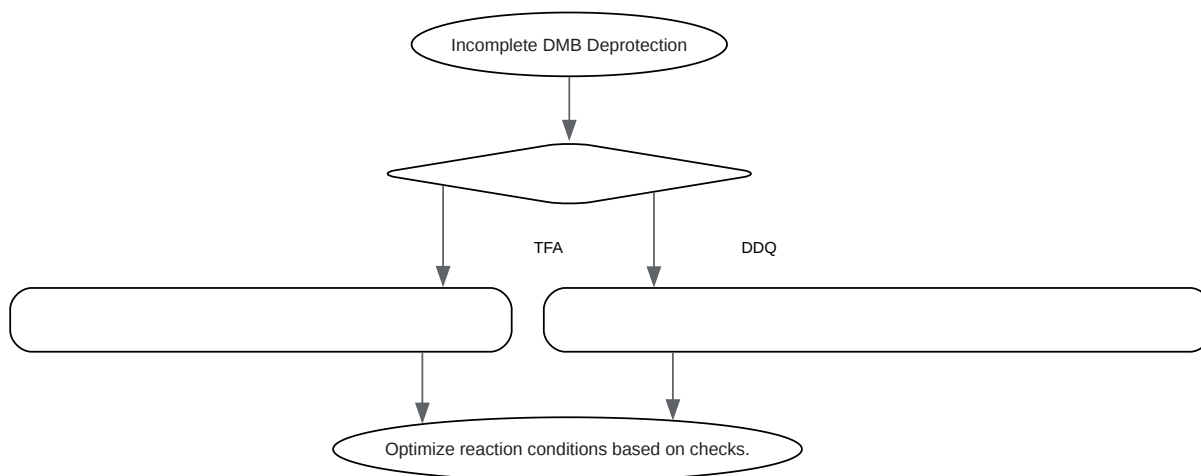 Incomplete DMB Deprotection
TFA
DDQ
Optimize reaction conditions based on checks.